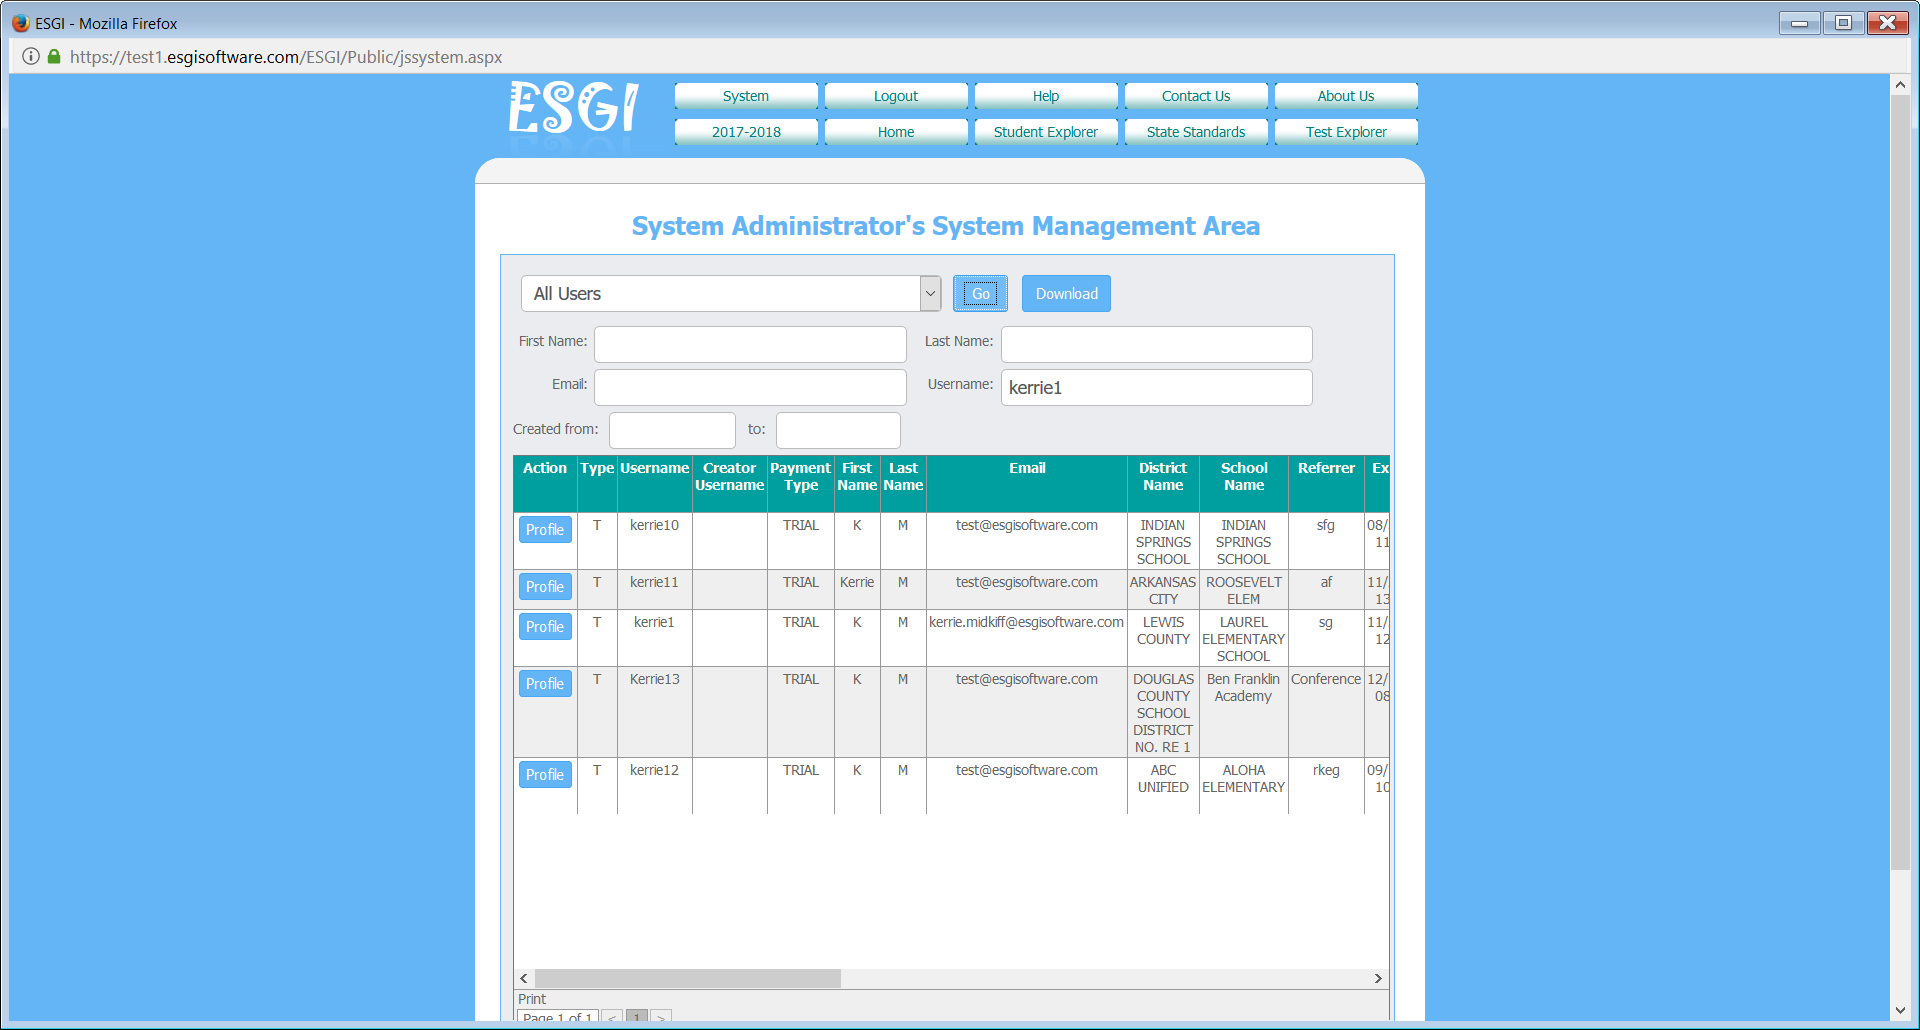 ESGI - Mozilla Firefox
https://test1.esgisoftware.com/ESGI/Public/jssystem.aspx
ESGI
System Logout Help Contact Us About Us
2017-2018 Home Student Explorer State Standards Test Explorer
System Administrator's System Management Area
All Users Go Download
First Name: Last Name:
Email: Username: kerrie1
Created from: to:
Action Type Username Creator Payment First Last Email District School Referrer Ex
Username Type Name Name Name Name
Profile T kerrie10 TRIAL K M test@esgisoftware.com INDIAN INDIAN sfg 08/
SPRINGS SPRINGS 11
SCHOOL SCHOOL
Profile T kerrie11 TRIAL Kerrie M test@esgisoftware.com ARKANSAS ROOSEVELT af 11/
CITY ELEM 13
Profile T kerrie1 TRIAL K M kerrie.midkiff@esgisoftware.com LEWIS LAUREL sg 11/
COUNTY ELEMENTARY 12
SCHOOL
Profile T Kerrie13 TRIAL K M test@esgisoftware.com DOUGLAS Ben Franklin Conference 12/
COUNTY Academy 08
SCHOOL
DISTRICT
NO. RE 1
Profile T kerrie12 TRIAL K M test@esgisoftware.com ABC ALOHA rkeg 09/
UNIFIED ELEMENTARY 10
Print
Page 1 of 1 < 1 >